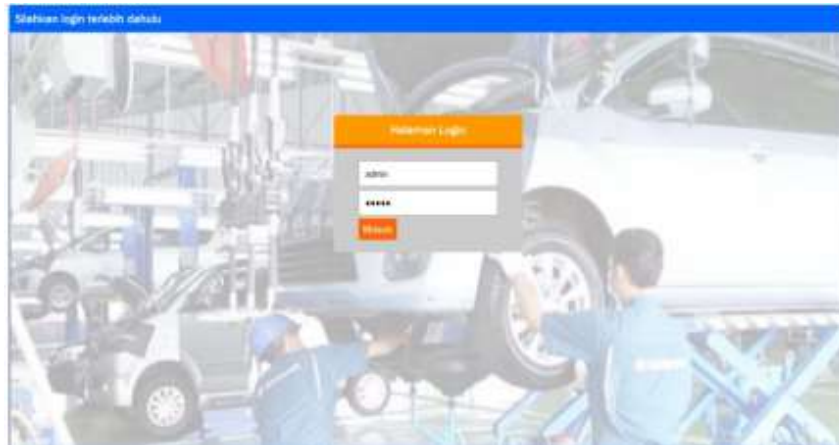 Silahkan login terlebih dahulu
Halaman Login
admin
•••••
Masuk